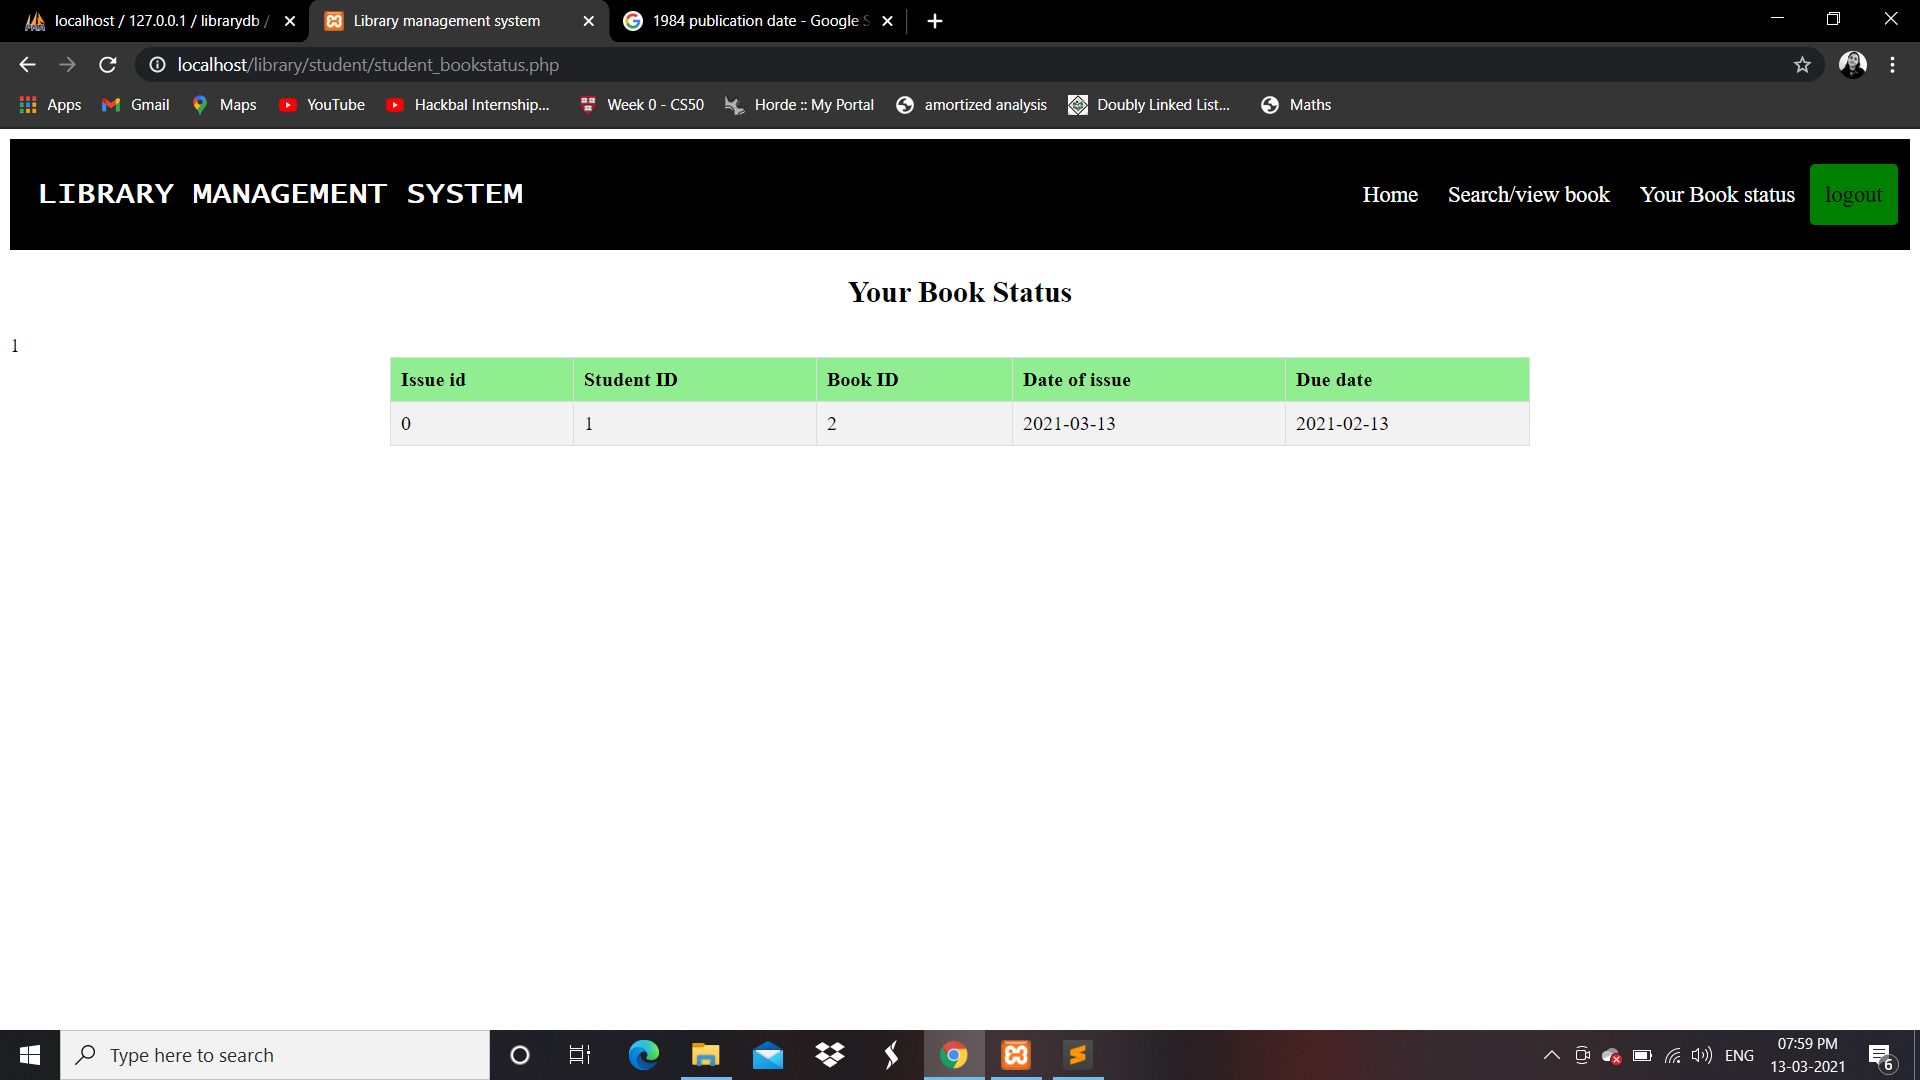 localhost / 127.0.0.1 / librarydb /
Library management system
1984 publication date - Google S
localhost/library/student/student_bookstatus.php
Apps
Gmail
Maps
YouTube
Hackbal Internship...
Week 0 - CS50
Horde :: My Portal
amortized analysis
Doubly Linked List...
Maths
LIBRARY MANAGEMENT SYSTEM
Home
Search/view book
Your Book status
logout
Your Book Status
1
Issue id Student ID Book ID Date of issue Due date
0 1 2 2021-03-13 2021-02-13
Type here to search
ENG
07:59 PM
13-03-2021
6